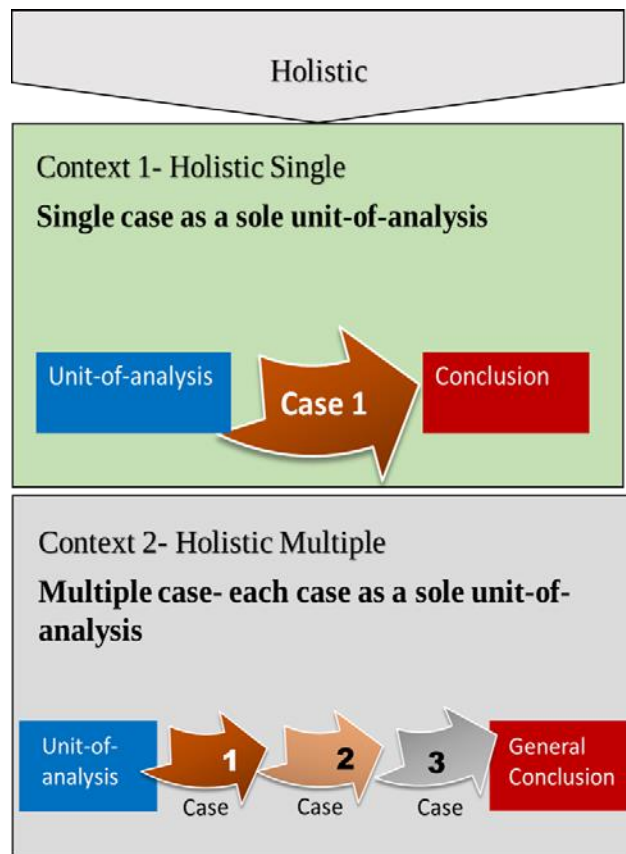 Holistic
Context 1- Holistic Single
Single case as a sole unit-of-analysis
Unit-of-analysis
Case 1
Conclusion
Context 2- Holistic Multiple
Multiple case- each case as a sole unit-of-
analysis
Unit-of-
analysis
1
Case
2
Case
3
Case
General
Conclusion